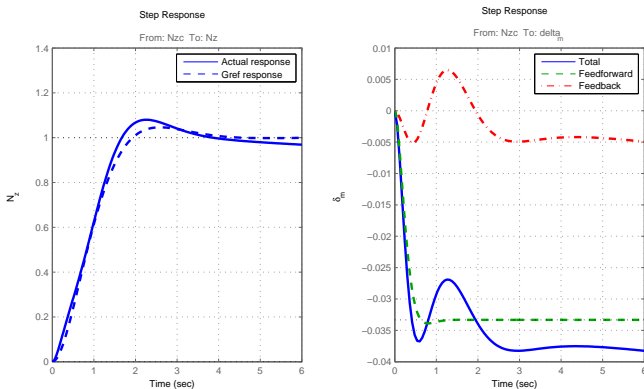 Step Response
From: Nzc To: Nz
1.4
1.2
1
0.8
0.6
0.4
0.2
0
0 1 2 3 4 5 6
N_z
Time (sec)
Actual response
Gref response
Step Response
From: Nzc To: delta_m
0.01
0.005
0
−0.005
−0.01
−0.015
−0.02
−0.025
−0.03
−0.035
−0.04
0 1 2 3 4 5 6
δ_m
Time (sec)
Total
Feedforward
Feedback